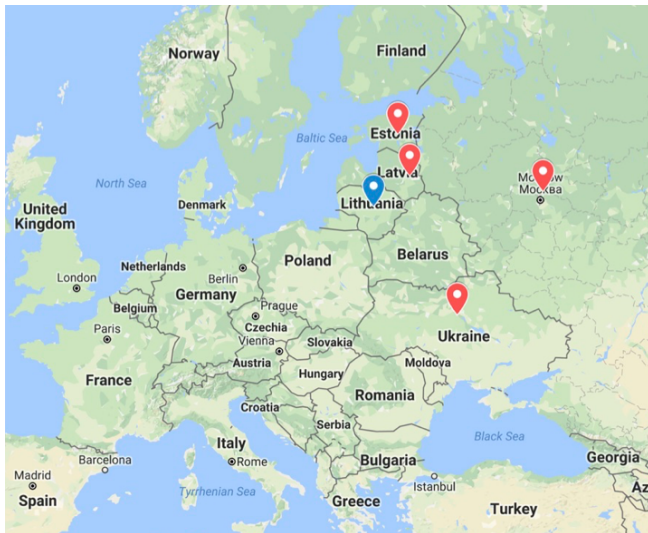 Norway
Finland
Estonia
Baltic Sea
Latvia
North Sea
Moscow
Москва
Lithuania
Denmark
United
Kingdom
Belarus
Poland
Netherlands
Berlin
London
Germany
Belgium
Prague
Czechia
Ukraine
Paris
Slovakia
Vienna
Austria
Moldova
Hungary
France
Romania
Croatia
Serbia
Italy
Black Sea
Barcelona
Rome
Bulgaria
Georgia
Madrid
Istanbul
Az
Spain
Tyrrhenian Sea
Greece
Turkey